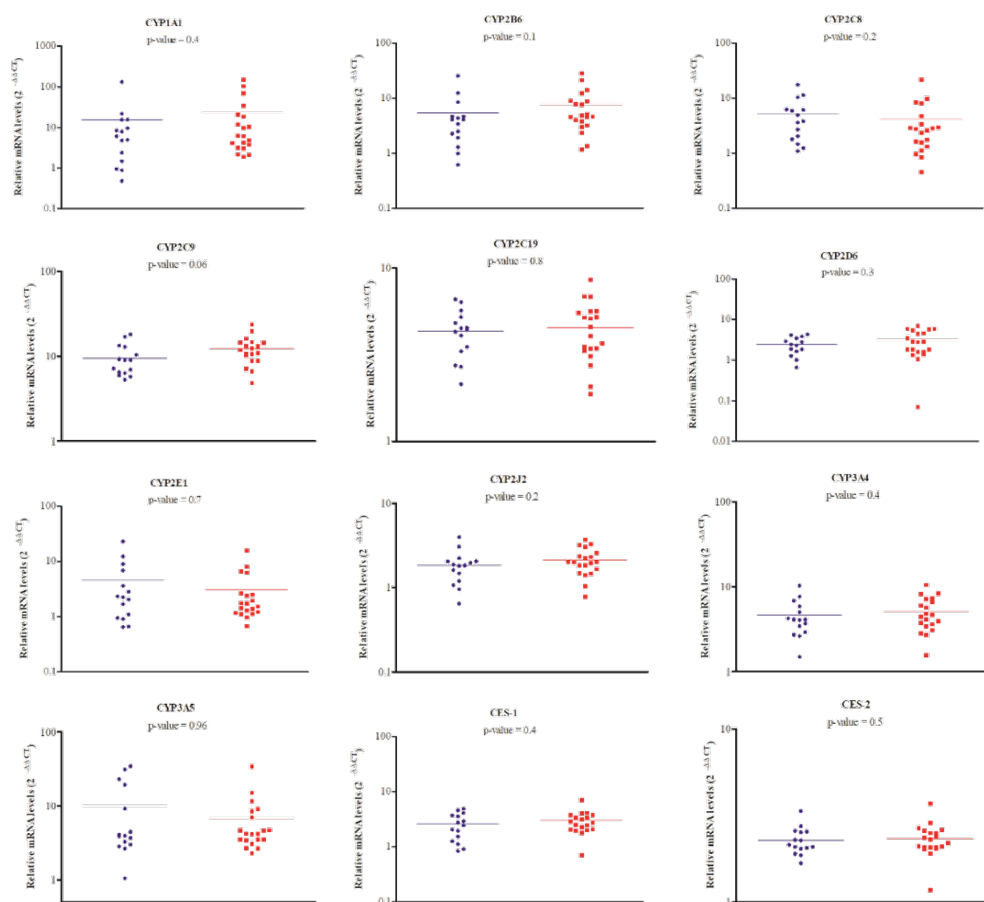 CYP1A1
p-value = 0.4
Relative mRNA levels (2 -ΔΔCT)
1000
100
10
1
0.1
CYP2B6
p-value = 0.1
Relative mRNA levels (2 -ΔΔCT)
100
10
1
0.1
CYP2C8
p-value = 0.2
Relative mRNA levels (2 -ΔΔCT)
100
10
1
0.1
CYP2C9
p-value = 0.06
Relative mRNA levels (2 -ΔΔCT)
100
10
1
CYP2C19
p-value = 0.8
Relative mRNA levels (2 -ΔΔCT)
10
1
CYP2D6
p-value = 0.3
Relative mRNA levels (2 -ΔΔCT)
100
10
1
0.1
0.01
CYP2E1
p-value = 0.7
Relative mRNA levels (2 -ΔΔCT)
100
10
1
0.1
CYP2J2
p-value = 0.2
Relative mRNA levels (2 -ΔΔCT)
10
1
0.1
CYP3A4
p-value = 0.4
Relative mRNA levels (2 -ΔΔCT)
100
10
1
CYP3A5
p-value = 0.96
Relative mRNA levels (2 -ΔΔCT)
100
10
1
CES-1
p-value = 0.4
Relative mRNA levels (2 -ΔΔCT)
100
10
1
0.1
CES-2
p-value = 0.5
Relative mRNA levels (2 -ΔΔCT)
10
1